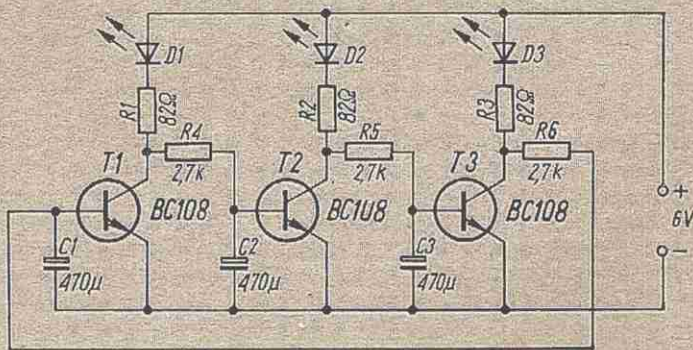 D1
D2
D3
R1
82Ω
R2
82Ω
R3
82Ω
R4
2,7k
R5
2,7k
R6
2,7k
T1
BC108
T2
BC1U8
T3
BC108
+
6V
−
C1
470µ
C2
470µ
C3
470µ